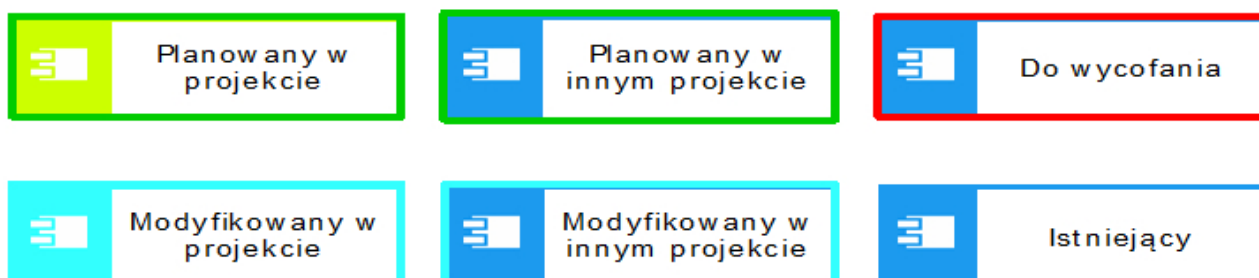 Planowany w
projekcie
Planowany w
innym projekcie
Do wycofania
Modyfikowany w
projekcie
Modyfikowany w
innym projekcie
Istniejący